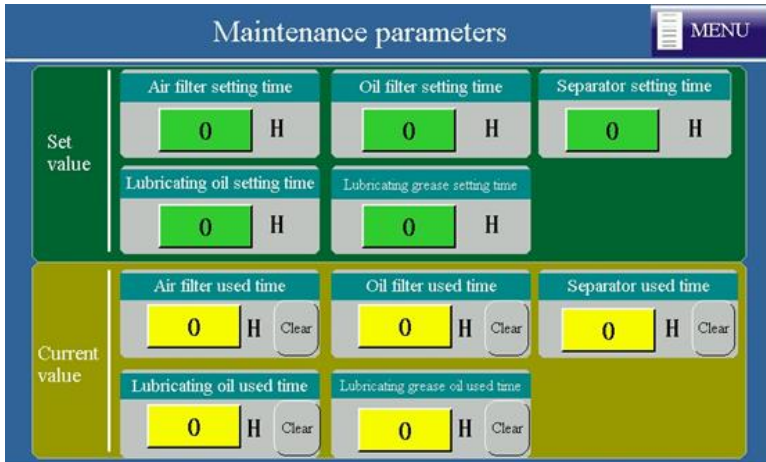 Maintenance parameters
MENU
Set
value
Air filter setting time
0 H
Oil filter setting time
0 H
Separator setting time
0 H
Lubricating oil setting time
0 H
Lubricating grease setting time
0 H
Current
value
Air filter used time
0 H Clear
Oil filter used time
0 H Clear
Separator used time
0 H Clear
Lubricating oil used time
0 H Clear
Lubricating grease oil used time
0 H Clear